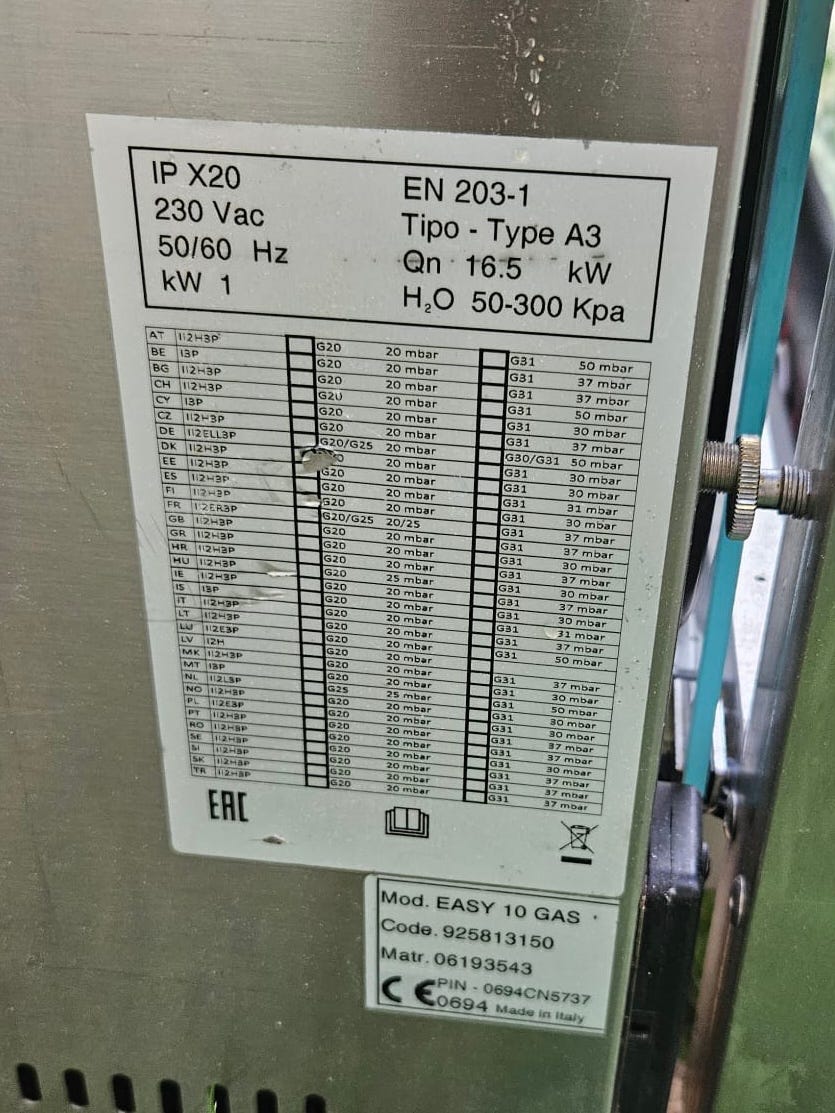 IP X20
230 Vac
50/60 Hz
kW 1
EN 203-1
Tipo - Type A3
Qn 16.5 kW
H₂O 50-300 Kpa
AT II2H3P G20 20 mbar G31 50 mbar
BE I3P G20 20 mbar G31 37 mbar
BG II2H3P G20 20 mbar G31 37 mbar
CH II2H3P G20 20 mbar G31 50 mbar
CY I3P G20 20 mbar G31 30 mbar
CZ II2H3P G20 20 mbar G31 37 mbar
DE II2ELL3P G20/G25 20 mbar G30/G31 50 mbar
DK II2H3P 20 mbar G31 30 mbar
EE II2H3P G20 20 mbar G31 30 mbar
ES II2H3P G20 20 mbar G31 31 mbar
FI II2H3P G20 20 mbar G31 30 mbar
FR II2ER3P G20/G25 20/25 G31 37 mbar
GB II2H3P G20 20 mbar G31 37 mbar
GR II2H3P G20 20 mbar G31 30 mbar
HR II2H3P G20 20 mbar G31 37 mbar
HU II2H3P G20 25 mbar G31 30 mbar
IE II2H3P G20 20 mbar G31 37 mbar
IS I3P G20 20 mbar G31 30 mbar
IT II2H3P G20 20 mbar G31 31 mbar
LT II2H3P G20 20 mbar G31 37 mbar
LU II2E3P G20 20 mbar G31 50 mbar
LV I2H G20 20 mbar
MK II2H3P G20 20 mbar G31 37 mbar
MT I3P G20 20 mbar G31 30 mbar
NL II2L3P G25 25 mbar G31 50 mbar
NO II2H3P G20 20 mbar G31 30 mbar
PL II2E3P G20 20 mbar G31 30 mbar
PT II2H3P G20 20 mbar G31 37 mbar
RO II2H3P G20 20 mbar G31 37 mbar
SE II2H3P G20 20 mbar G31 30 mbar
SI II2H3P G20 20 mbar G31 37 mbar
SK II2H3P G20 20 mbar G31 37 mbar
TR II2H3P G20 20 mbar G31 37 mbar
EAC
Mod. EASY 10 GAS
Code. 925813150
Matr. 06193543
CE PIN - 0694CN5737
0694 Made in Italy